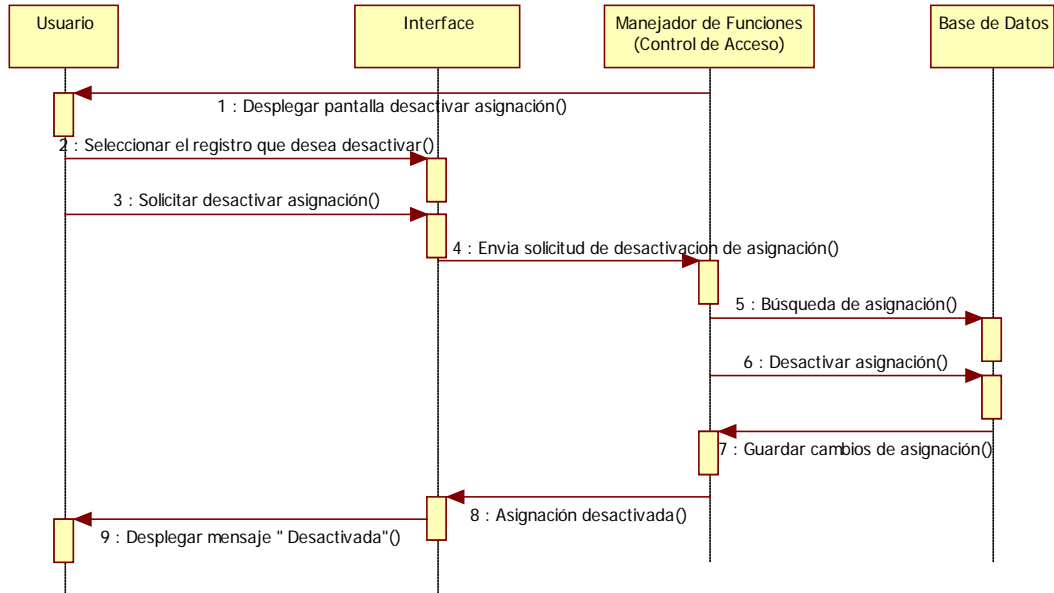 Usuario
Interface
Manejador de Funciones
(Control de Acceso)
Base de Datos
1 : Desplegar pantalla desactivar asignación()
2 : Seleccionar el registro que desea desactivar()
3 : Solicitar desactivar asignación()
4 : Envia solicitud de desactivacion de asignación()
5 : Búsqueda de asignación()
6 : Desactivar asignación()
7 : Guardar cambios de asignación()
8 : Asignación desactivada()
9 : Desplegar mensaje " Desactivada"()